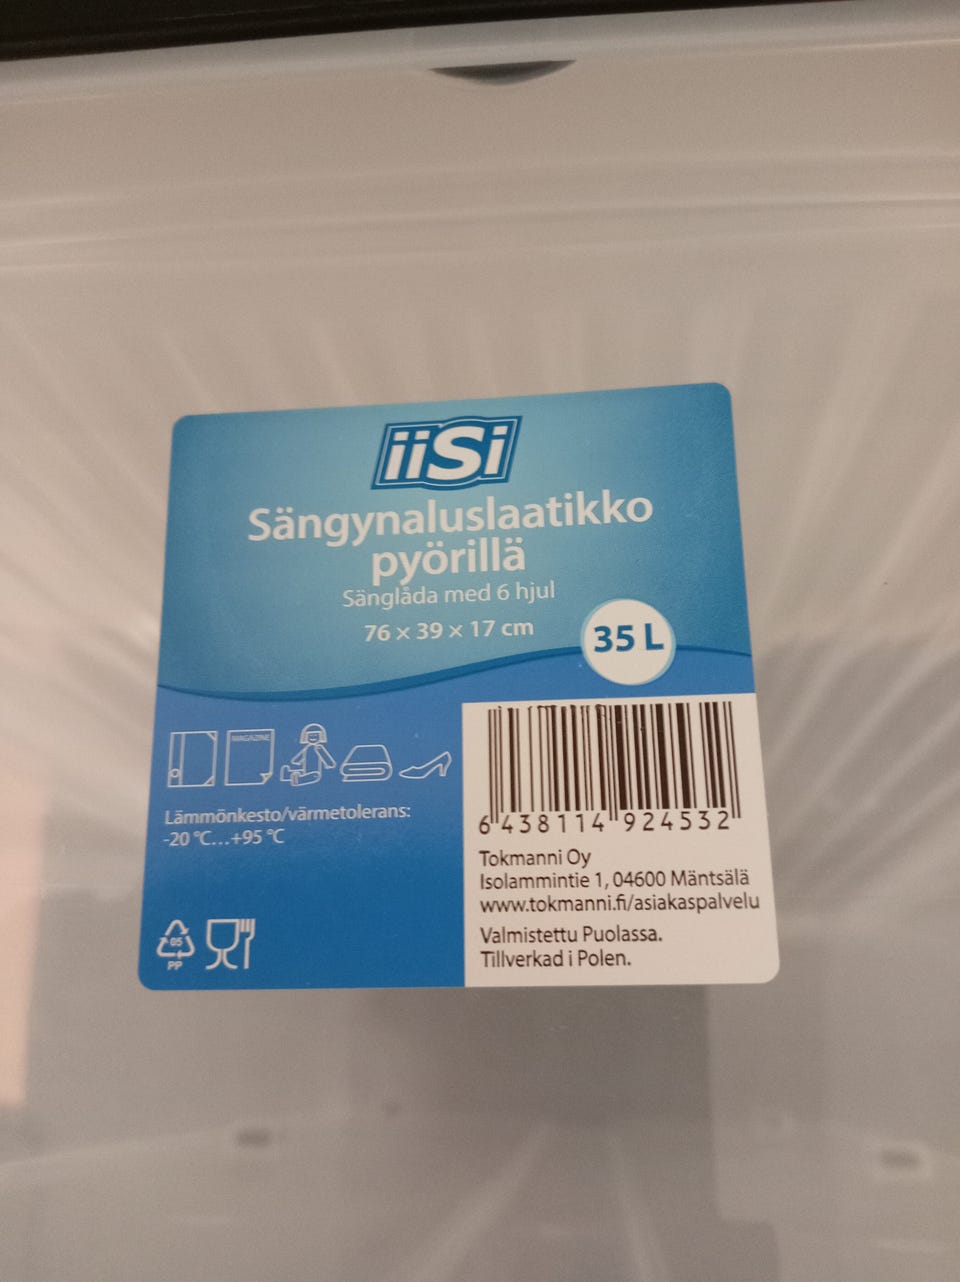 iiSi
Sängynaluslaatikko
pyörillä
Sänglåda med 6 hjul
76 × 39 × 17 cm
35 L
MAGAZINE
Lämmönkesto/värmetolerans:
-20 °C...+95 °C
05
PP
6 438114 924532
Tokmanni Oy
Isolammintie 1, 04600 Mäntsälä
www.tokmanni.fi/asiakaspalvelu
Valmistettu Puolassa.
Tillverkad i Polen.